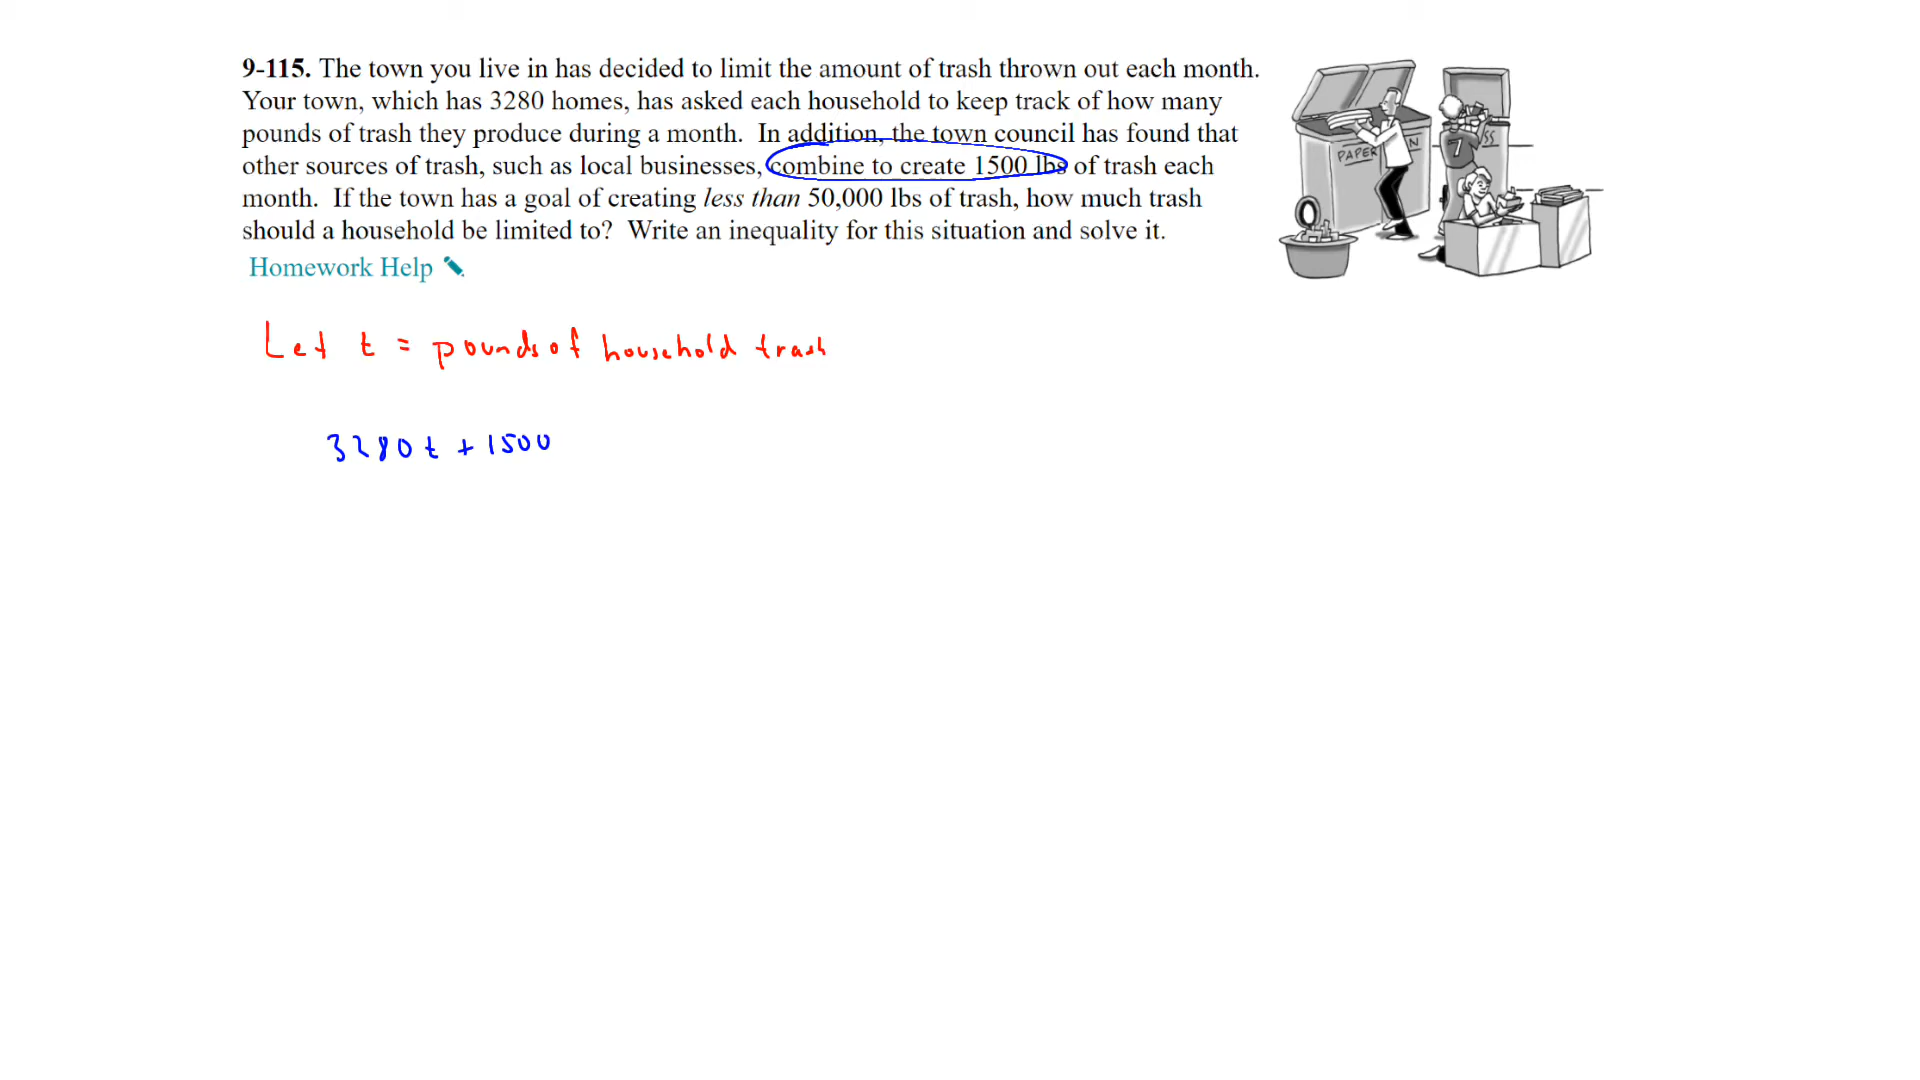 9-115. The town you live in has decided to limit the amount of trash thrown out each month.
Your town, which has 3280 homes, has asked each household to keep track of how many
pounds of trash they produce during a month. In addition, the town council has found that
other sources of trash, such as local businesses, combine to create 1500 lbs of trash each
month. If the town has a goal of creating less than 50,000 lbs of trash, how much trash
should a household be limited to? Write an inequality for this situation and solve it.
Homework Help
PAPER
Let t = pounds of household trash
3280t + 1500